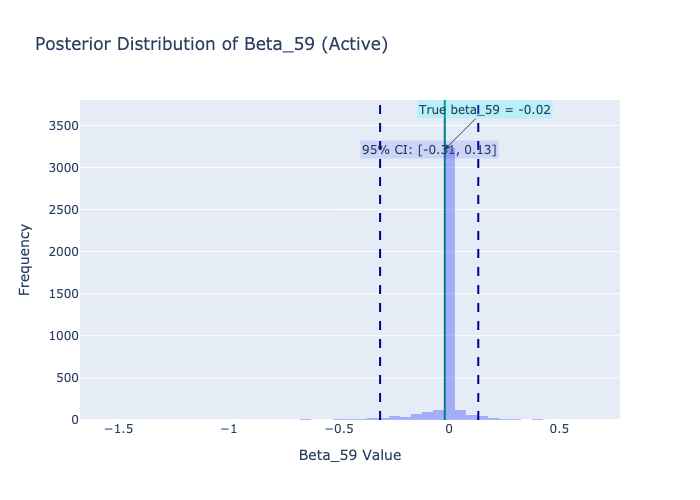 Posterior Distribution of Beta_59 (Active)
True beta_59 = -0.02
95% CI: [-0.31, 0.13]
3500
3000
2500
2000
1500
1000
500
0
Frequency
−1.5
−1
−0.5
0
0.5
Beta_59 Value